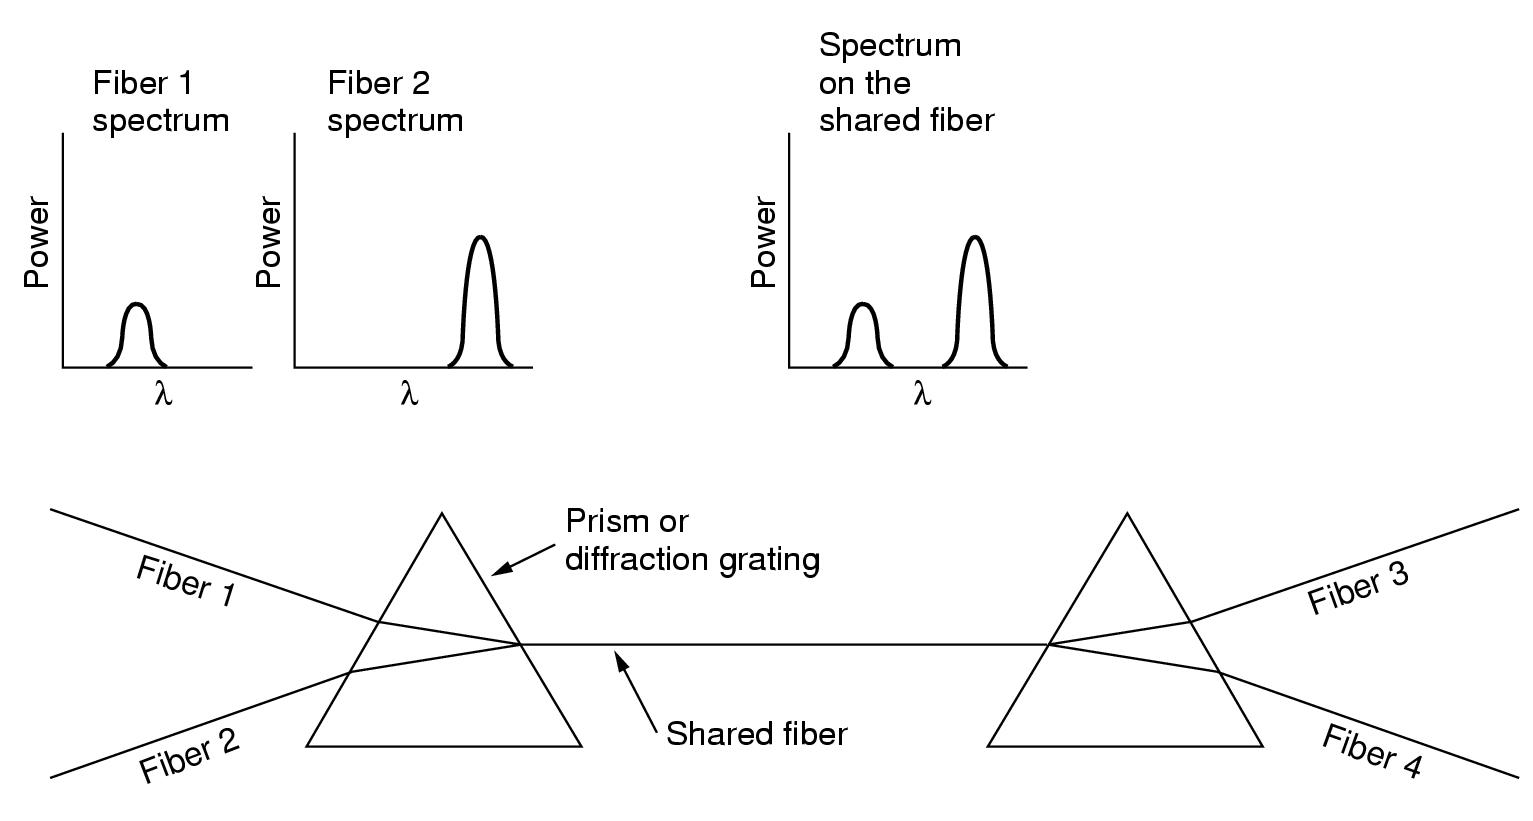 Fiber 1
spectrum
Fiber 2
spectrum
Spectrum
on the
shared fiber
Power
Power
Power
λ
λ
λ
Prism or
diffraction grating
Fiber 1
Fiber 3
Shared fiber
Fiber 2
Fiber 4